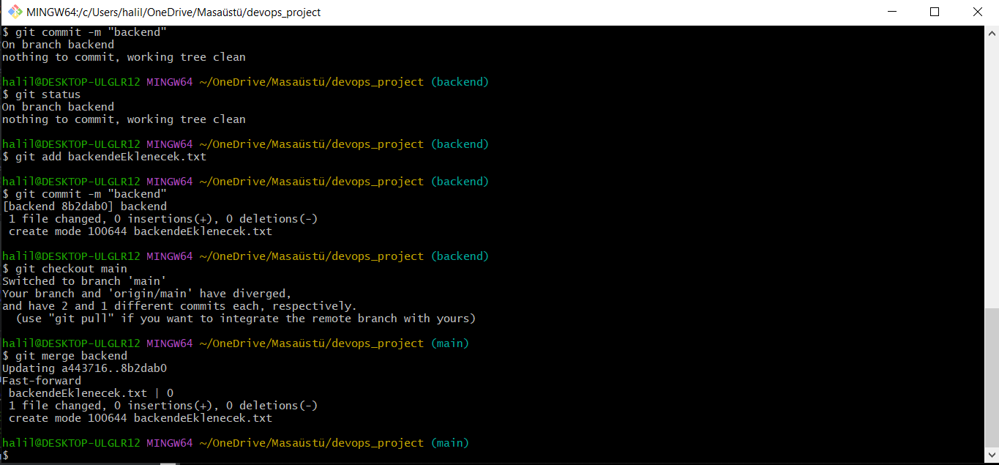 MINGW64:/c/Users/halil/OneDrive/Masaüstü/devops_project
$ git commit -m "backend"
On branch backend
nothing to commit, working tree clean
halil@DESKTOP-ULGLR12 MINGW64 ~/OneDrive/Masaüstü/devops_project (backend)
$ git status
On branch backend
nothing to commit, working tree clean
halil@DESKTOP-ULGLR12 MINGW64 ~/OneDrive/Masaüstü/devops_project (backend)
$ git add backendeEklenecek.txt
halil@DESKTOP-ULGLR12 MINGW64 ~/OneDrive/Masaüstü/devops_project (backend)
$ git commit -m "backend"
[backend 8b2dab0] backend
 1 file changed, 0 insertions(+), 0 deletions(-)
 create mode 100644 backendeEklenecek.txt
halil@DESKTOP-ULGLR12 MINGW64 ~/OneDrive/Masaüstü/devops_project (backend)
$ git checkout main
Switched to branch 'main'
Your branch and 'origin/main' have diverged,
and have 2 and 1 different commits each, respectively.
  (use "git pull" if you want to integrate the remote branch with yours)
halil@DESKTOP-ULGLR12 MINGW64 ~/OneDrive/Masaüstü/devops_project (main)
$ git merge backend
Updating a443716..8b2dab0
Fast-forward
 backendeEklenecek.txt | 0
 1 file changed, 0 insertions(+), 0 deletions(-)
 create mode 100644 backendeEklenecek.txt
halil@DESKTOP-ULGLR12 MINGW64 ~/OneDrive/Masaüstü/devops_project (main)
$